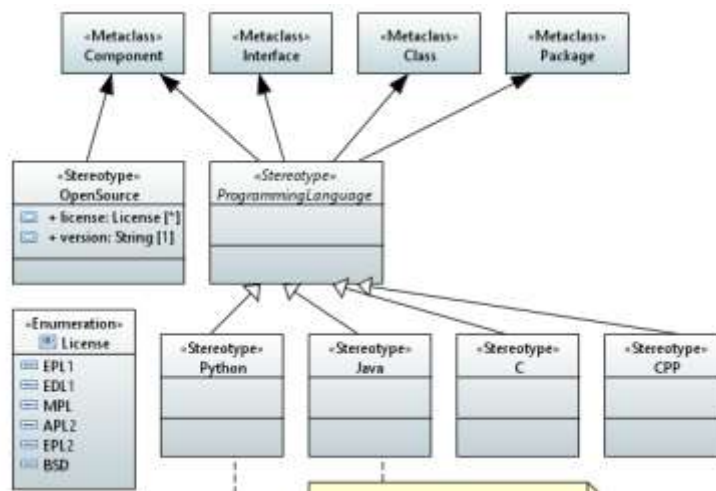 «Metaclass»
Component
«Metaclass»
Interface
«Metaclass»
Class
«Metaclass»
Package
«Stereotype»
OpenSource
+ license: License [*]
+ version: String [1]
«Stereotype»
ProgrammingLanguage
«Enumeration»
License
EPL1
EDL1
MPL
APL2
EPL2
BSD
«Stereotype»
Python
«Stereotype»
Java
«Stereotype»
C
«Stereotype»
CPP